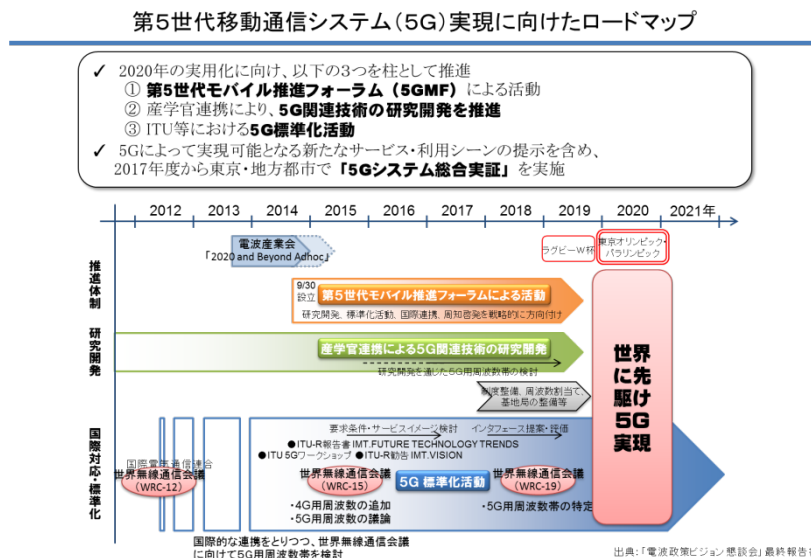 第5世代移動通信システム（5G）実現に向けたロードマップ
✓ 2020年の実用化に向け、以下の3つを柱として推進
① 第5世代モバイル推進フォーラム（5GMF）による活動
② 産学官連携により、5G関連技術の研究開発を推進
③ ITU等における5G標準化活動
✓ 5Gによって実現可能となる新たなサービス・利用シーンの提示を含め、
2017年度から東京・地方都市で「5Gシステム総合実証」を実施
2012 2013 2014 2015 2016 2017 2018 2019 2020 2021年
推進体制
電波産業会
「2020 and Beyond Adhoc」
ラグビーW杯
東京オリンピック・
パラリンピック
9/30
設立
第5世代モバイル推進フォーラムによる活動
研究開発、標準化活動、国際連携、周知啓発を戦略的に方向付け
研究開発
産学官連携による5G関連技術の研究開発
研究開発を通じた5G用周波数帯の検討
制度整備、周波数割当て、
基地局の整備等
世界に先駆け5G実現
国際対応・標準化
要求条件・サービスイメージ検討
インタフェース提案・評価
●ITU-R報告書 IMT.FUTURE TECHNOLOGY TRENDS
●ITU 5Gワークショップ ●ITU-R勧告 IMT.VISION
国際電気通信連合
世界無線通信会議
（WRC-12）
世界無線通信会議
（WRC-15）
5G 標準化活動
世界無線通信会議
（WRC-19）
・4G用周波数の追加
・5G用周波数の議論
・5G用周波数帯の特定
国際的な連携をとりつつ、世界無線通信会議
に向けて5G用周波数帯を検討
出典：「電波政策ビジョン懇談会」最終報告